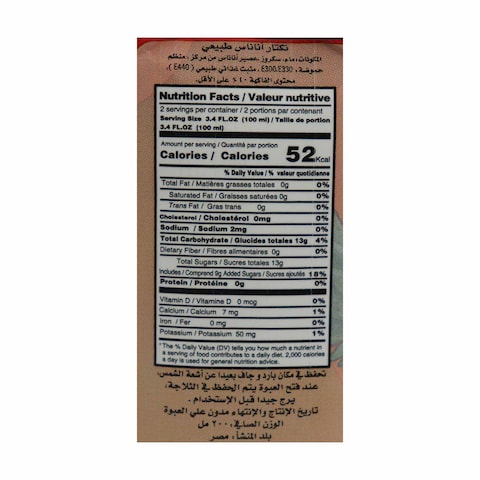 نكتار أناناس طبيعي
المكونات: ماء, سكروز, عصير أناناس من مركز, منظم
حموضة, E330,E300, مثبت غذائي طبيعي (E440),
محتوى الفاكهة ٤٠٪ على الأقل.
Nutrition Facts / Valeur nutritive
2 servings per container / 2 portions par contenant
Serving Size 3.4 FL.OZ (100 ml) / Taille de portion
3.4 FL.OZ (100 ml)
Amount per serving / Quantité par portion
Calories / Calories 52 Kcal
% Daily Value / % valeur quotidienne
Total Fat / Matières grasses totales 0g 0%
Saturated Fat / Graisses saturées 0g 0%
Trans Fat / Gras trans 0g 0%
Cholesterol / Cholestérol 0mg 0%
Sodium / Sodium 2mg 0%
Total Carbohydrate / Glucides totales 13g 4%
Dietary Fiber / Fibres alimentaires 0g 0%
Total Sugars / Sucres totales 13g
Includes / Comprend 9g Added Sugars / Sucres ajoutés 18%
Protein / Protéine 0g 0%
Vitamin D / Vitamine D 0 mcg 0%
Calcium / Calcium 7 mg 1%
Iron / Fer 0 mg 0%
Potassium / Potassium 50 mg 1%
*The % Daily Value (DV) tells you how much a nutrient in
a serving of food contributes to a daily diet. 2,000 calories
a day is used for general nutrition advice.
تحفظ في مكان بارد و جاف بعيدا عن أشعة الشمس,
عند فتح العبوة يتم الحفظ في الثلاجة,
يرج جيدا قبل الإستخدام.
تاريخ الإنتاج والإنتهاء مدون علي العبوة
الوزن الصافي ٢٠٠ مل
بلد المنشأ: مصر